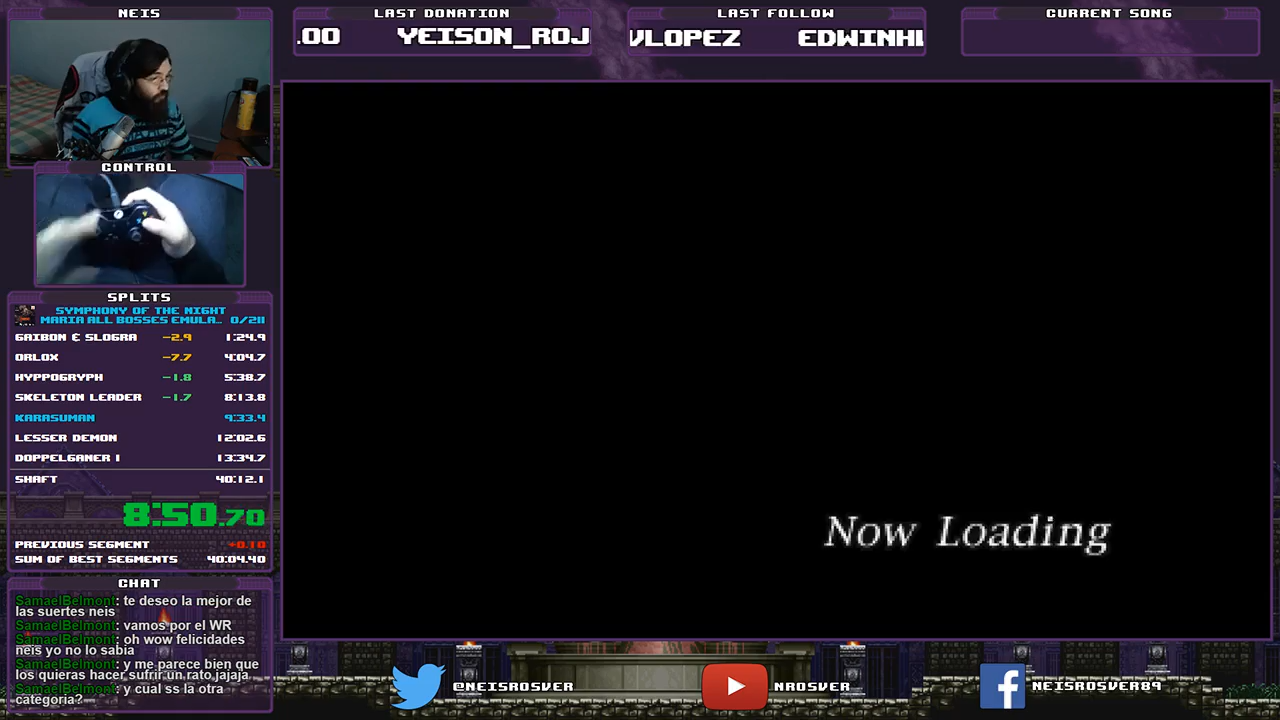 NEIS
LAST DONATION
.00 YEISON_ROJ
LAST FOLLOW
VLOPEZ EDWINH
CURRENT SONG
CONTROL
SPLITS
SYMPHONY OF THE NIGHT
MARIA ALL BOSSES EMULA.. 0/211
GAIBON & SLOGRA -2.9 1:24.9
ORLOX -7.7 4:04.7
HYPPOGRYPH -1.8 5:38.7
SKELETON LEADER -1.7 8:13.8
KARASUMAN 9:33.4
LESSER DEMON 12:02.6
DOPPELGANER 1 13:34.7
SHAFT 40:12.1
8:50.70
PREVIOUS SEGMENT +0.10
SUM OF BEST SEGMENTS 40:04.40
CHAT
SamaelBelmont: te deseo la mejor de
las suertes neis
SamaelBelmont: vamos por el WR
SamaelBelmont: oh wow felicidades
neis yo no lo sabia
SamaelBelmont: y me parece bien que
los quieras hacer sufrir un rato jajaja
SamaelBelmont: y cual ss la otra
categoria?
Now Loading
@NEISROSVER
NROSVER
NEISROSVER89